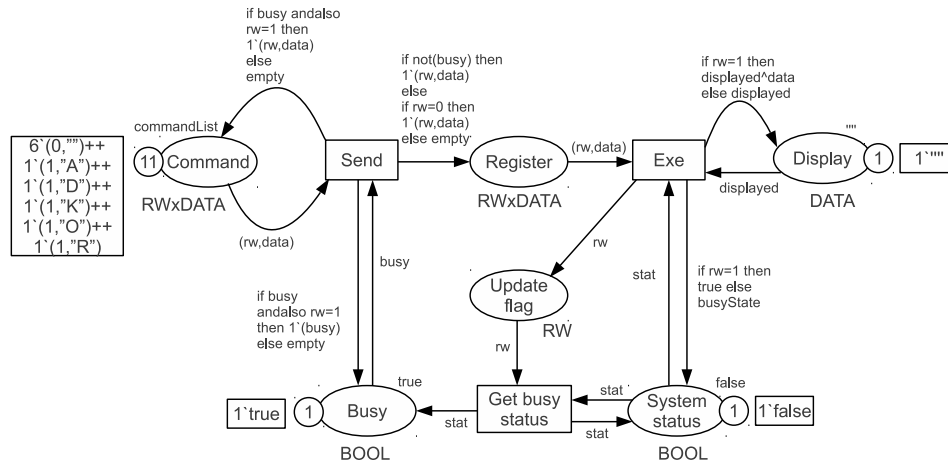 if busy andalso
rw=1 then
1`(rw,data)
else
empty
if not(busy) then
1`(rw,data)
else
if rw=0 then
1`(rw,data)
else empty
if rw=1 then
displayed^data
else displayed
commandList
6`(0,"")++
1`(1,"A")++
1`(1,"D")++
1`(1,"K")++
1`(1,"O")++
1`(1,"R")
11
Command
RWxDATA
(rw,data)
Send
Register
RWxDATA
(rw,data)
Exe
""
Display
1
1`""
DATA
displayed
busy
rw
stat
if rw=1 then
true else
busyState
Update
flag
RW
rw
if busy
andalso rw=1
then 1`(busy)
else empty
1`true
1
Busy
true
BOOL
stat
Get busy
status
stat
stat
System
status
false
1
1`false
BOOL